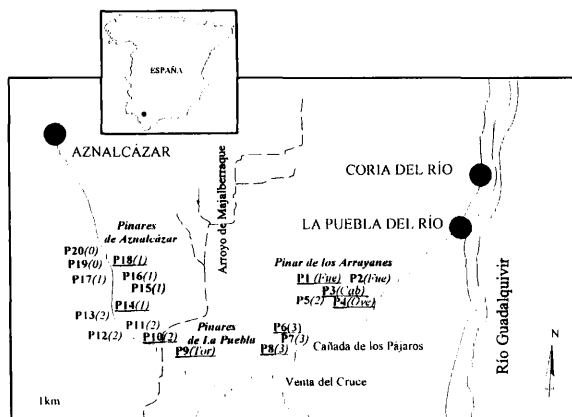 ESPAÑA
AZNALCÁZAR
Arroyo de Majalberraque
CORIA DEL RÍO
LA PUEBLA DEL RÍO
Río Guadalquivir
Pinares
de Aznalcázar
P20(0)
P19(0)
P18(1)
P17(1)
P16(1)
P15(1)
P14(1)
P13(2)
P12(2)
P11(2)
P10(2)
P9(Tor)
Pinares
de La Puebla
Pinar de los Arrayanes
P1 (Fue) P2(Fue)
P3(Cab)
P5(2) P4(Ove)
P6(3)
P7(3)
P8(3)
Cañada de los Pájaros
Venta del Cruce
N
1km